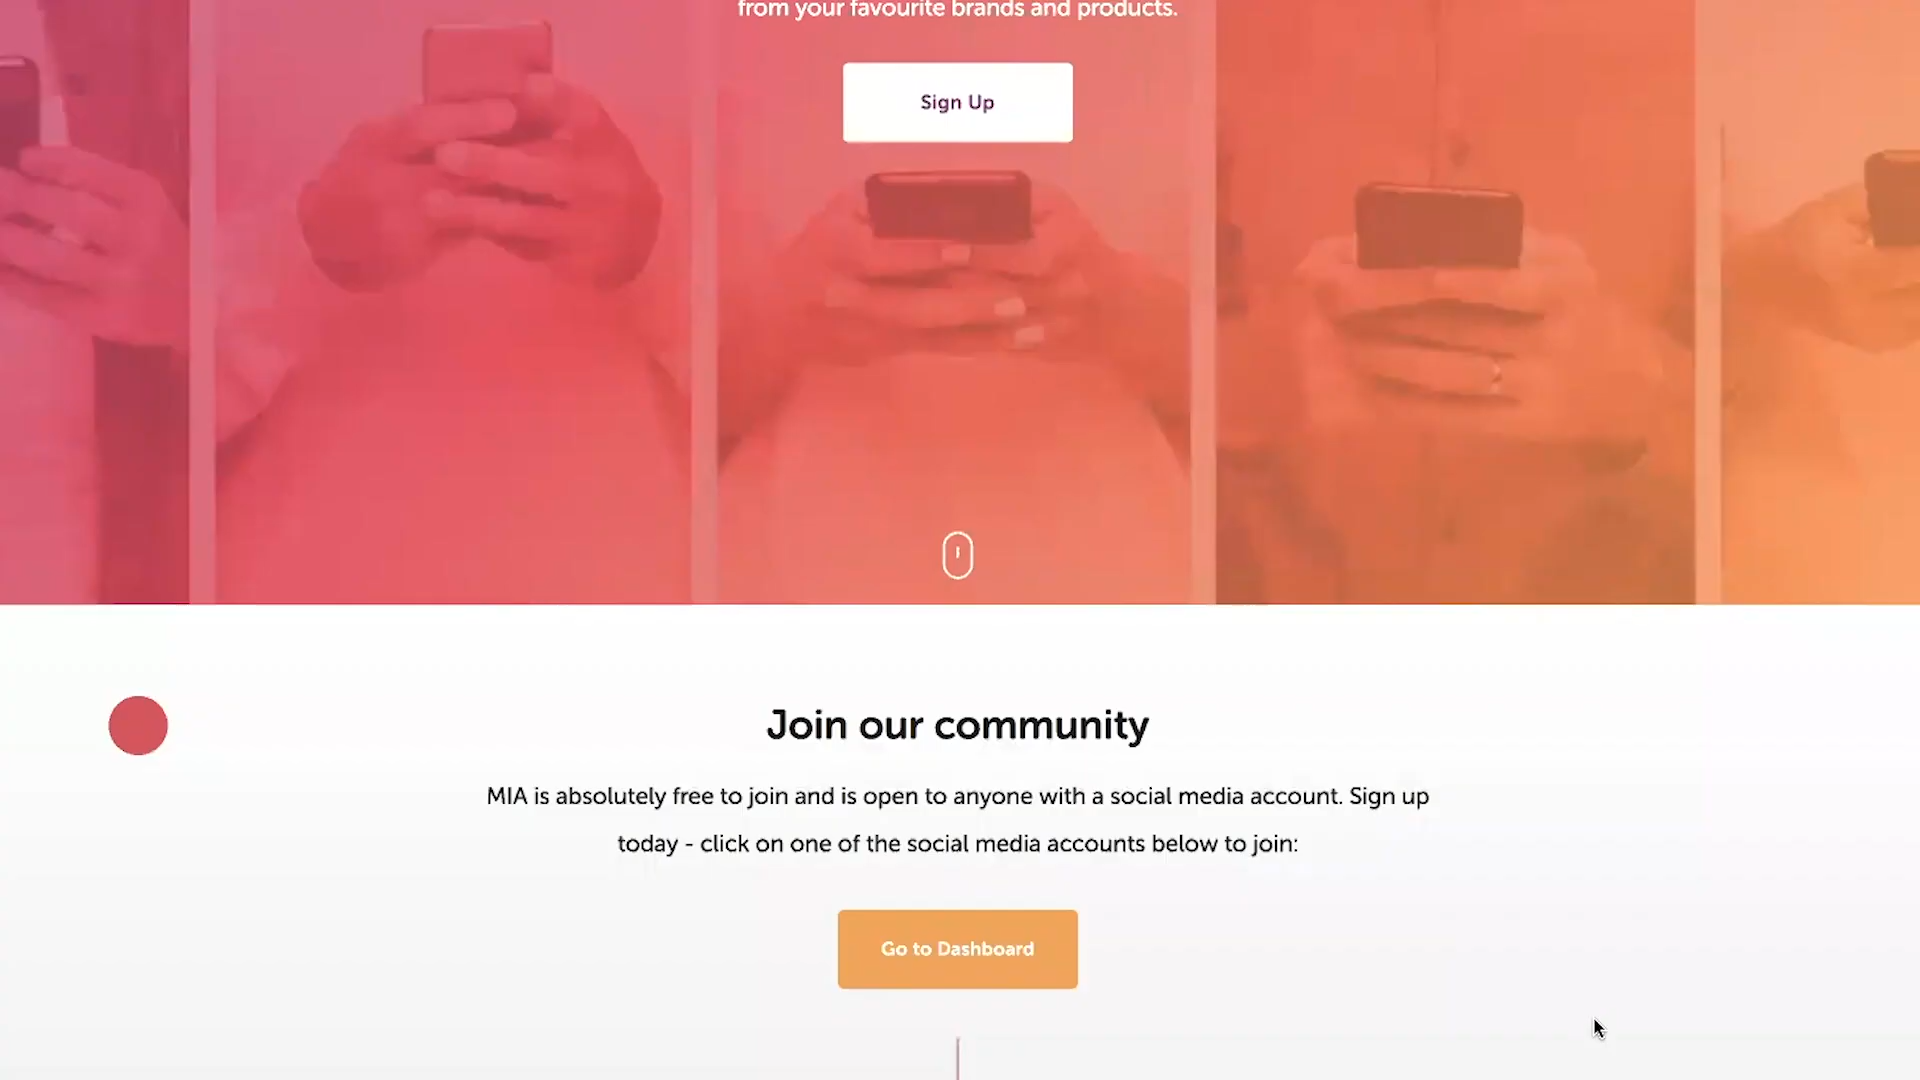 from your favourite brands and products.
Sign Up
Join our community
MIA is absolutely free to join and is open to anyone with a social media account. Sign up
today - click on one of the social media accounts below to join:
Go to Dashboard